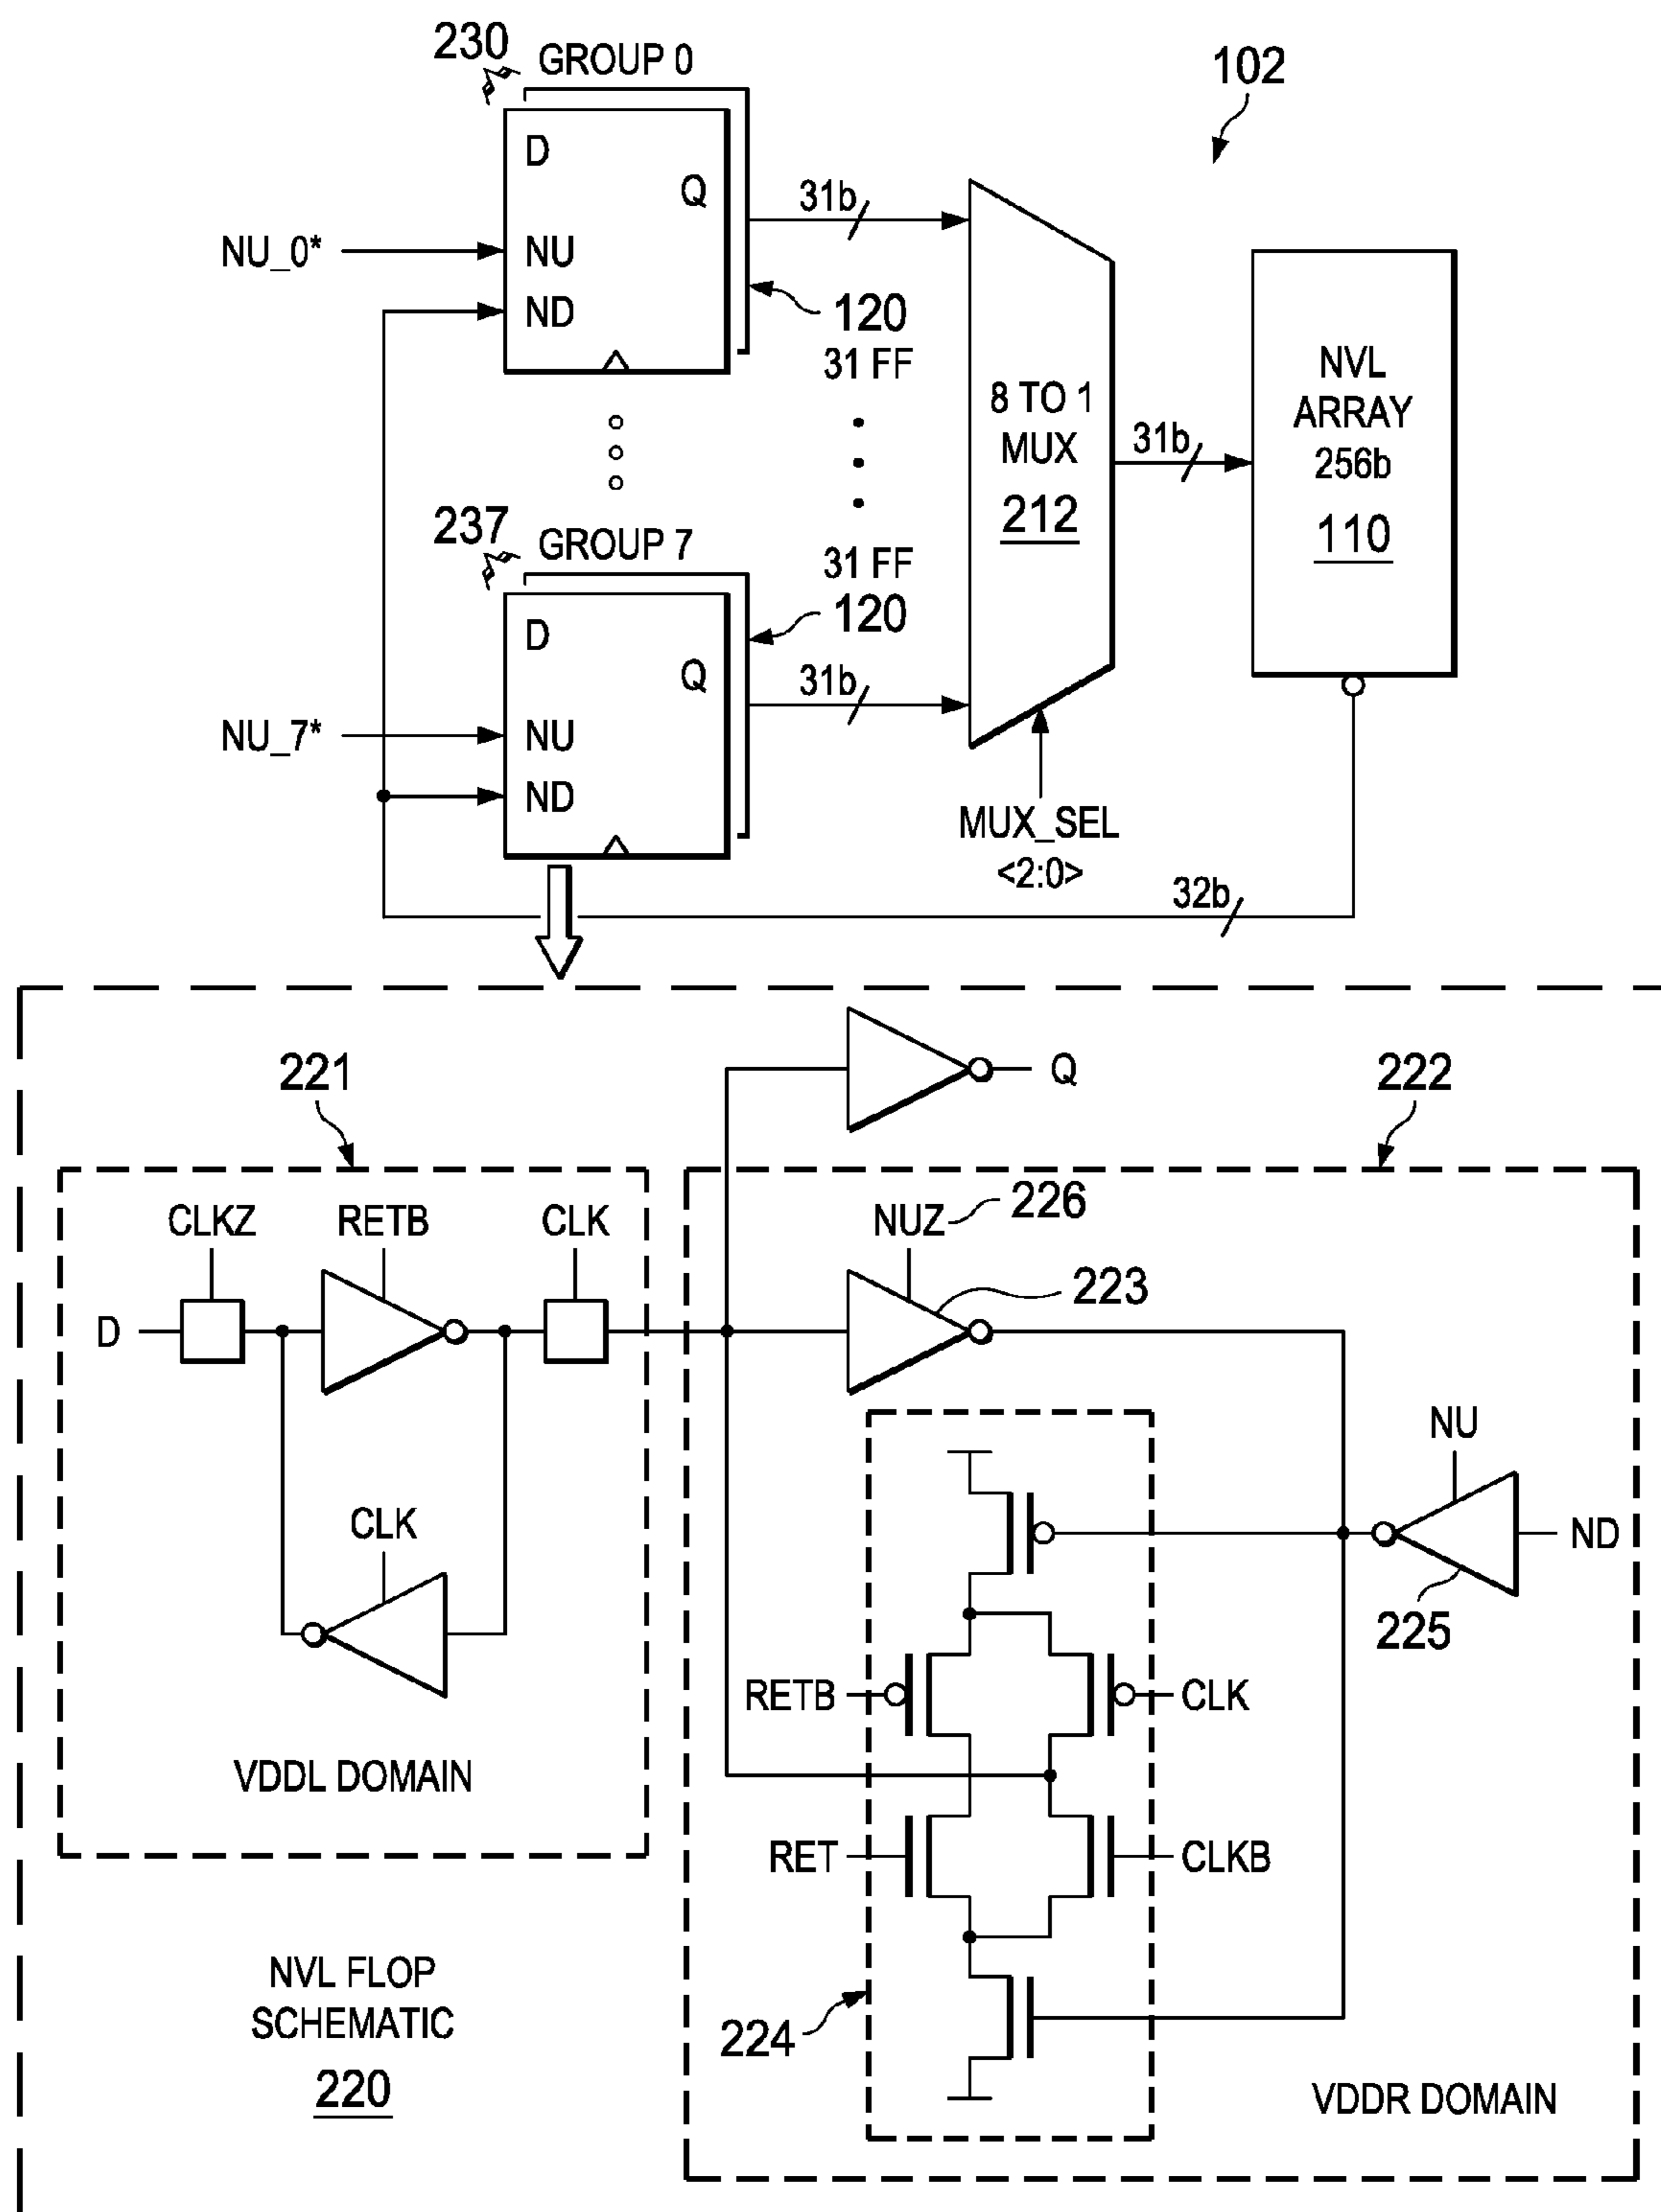 230
GROUP 0
102
D
Q
31b
NU_0*
NU
ND
120
31 FF
8 TO 1
MUX
212
31b
NVL
ARRAY
256b
110
237
GROUP 7
31 FF
120
D
Q
31b
NU_7*
NU
ND
MUX_SEL
<2:0>
32b
221
Q
222
CLKZ
RETB
CLK
NUZ
226
D
223
NU
CLK
ND
225
RETB
CLK
VDDL DOMAIN
RET
CLKB
NVL FLOP
SCHEMATIC
220
224
VDDR DOMAIN